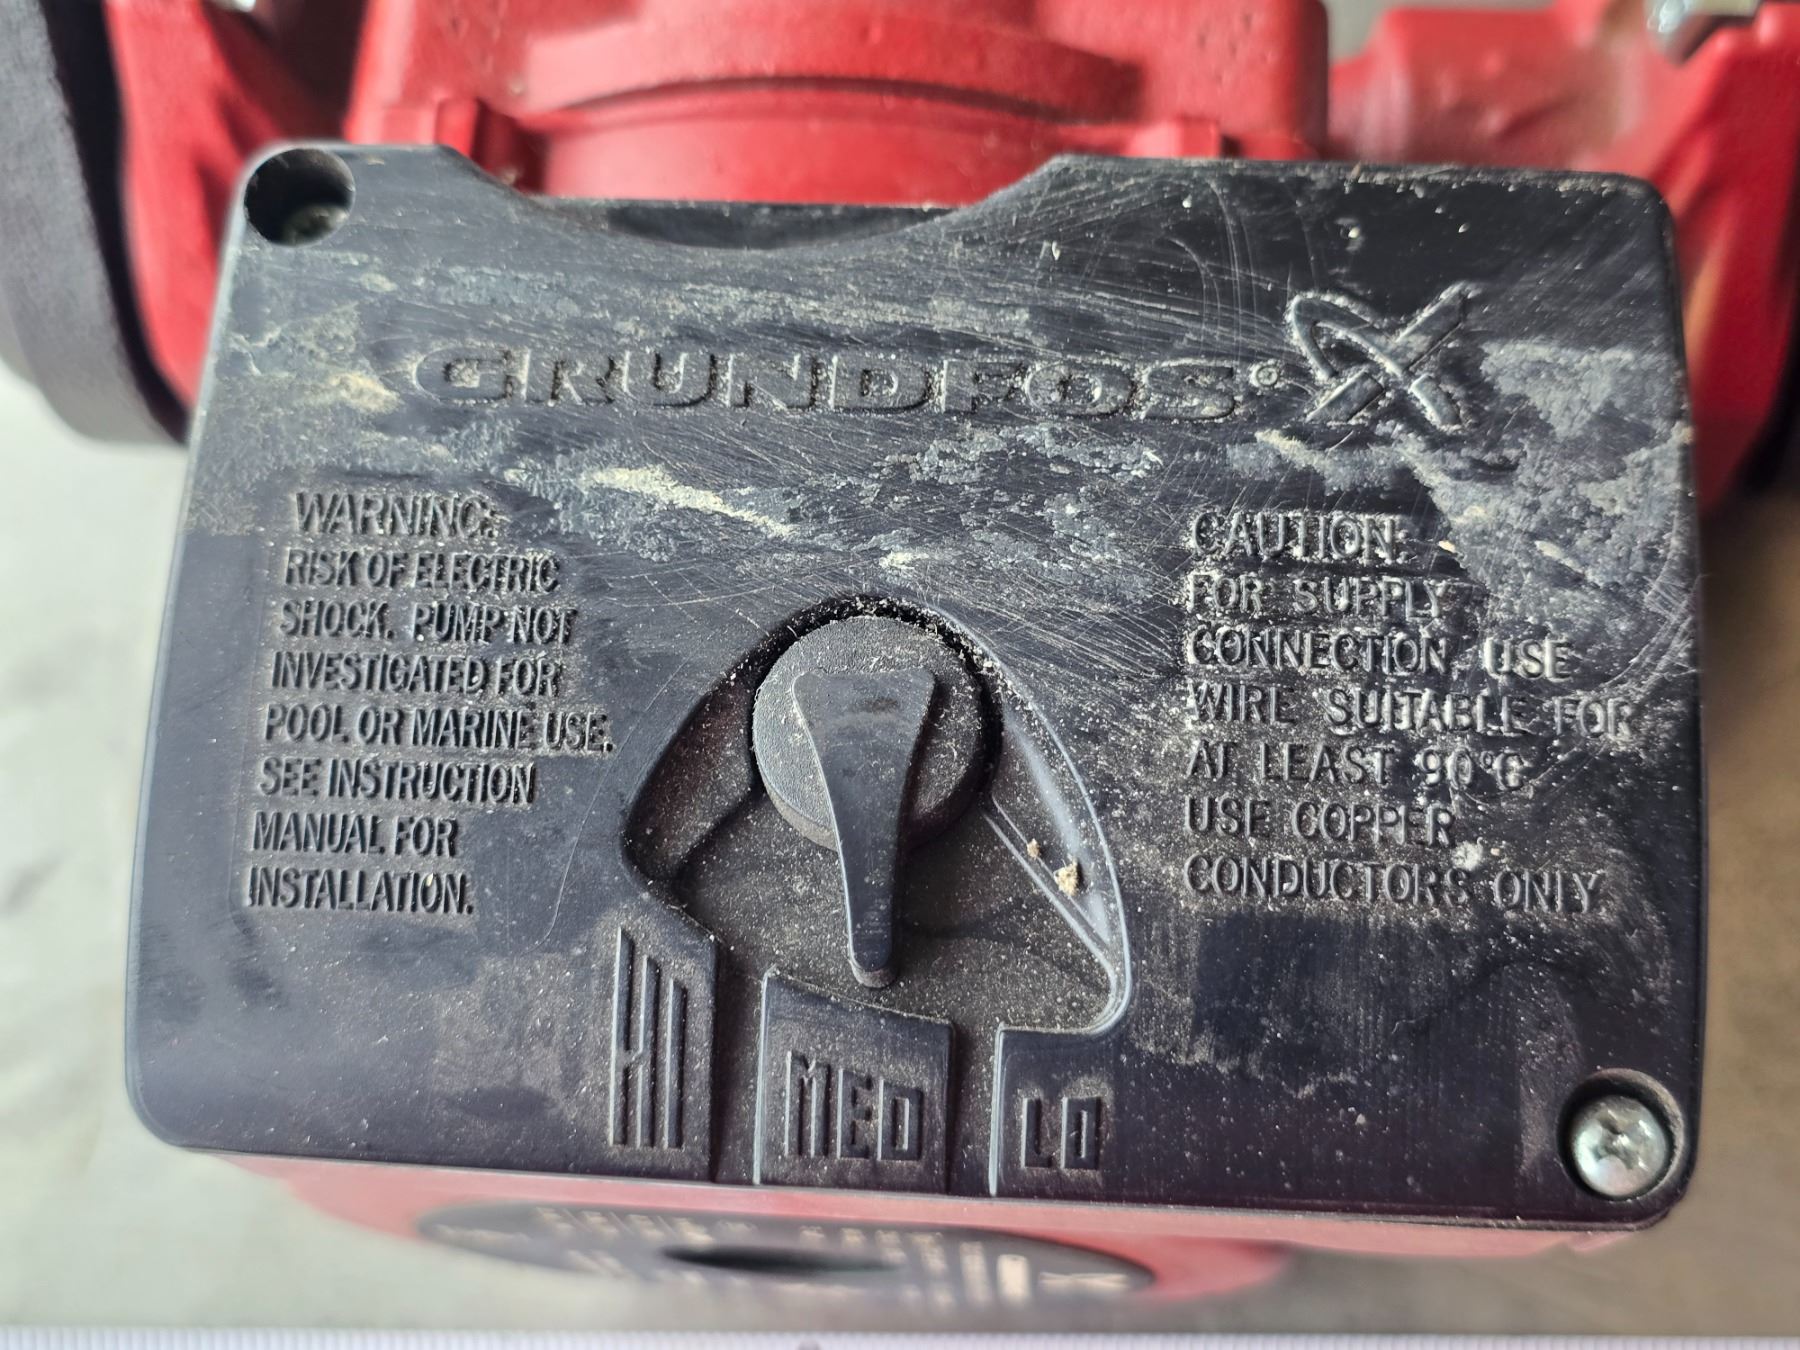 GRUNDFOS®
WARNING:
RISK OF ELECTRIC
SHOCK. PUMP NOT
INVESTIGATED FOR
POOL OR MARINE USE.
SEE INSTRUCTION
MANUAL FOR
INSTALLATION.
CAUTION:
FOR SUPPLY
CONNECTION, USE
WIRE SUITABLE FOR
AT LEAST 90°C
USE COPPER
CONDUCTORS ONLY.
HI
MED
LO